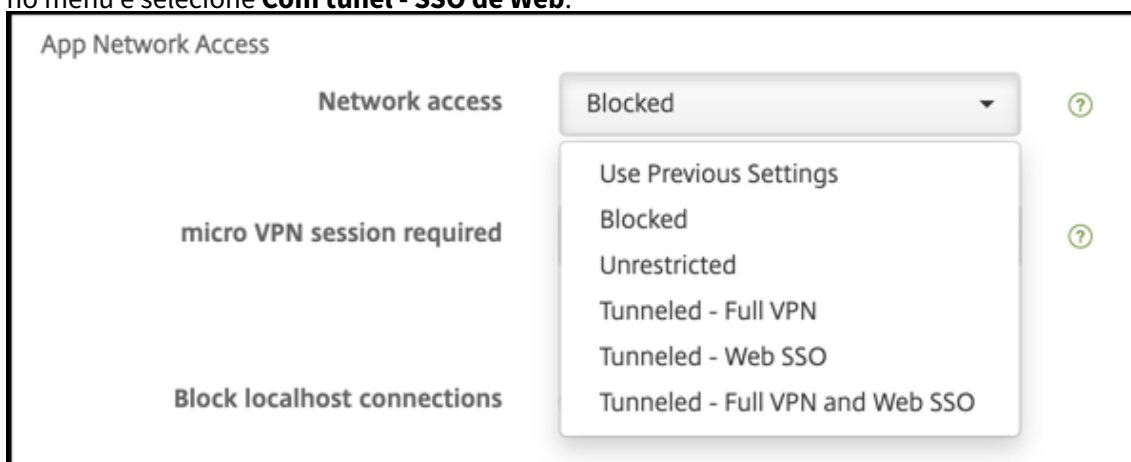 no menu e selecione Com túnel - SSO de Web.
App Network Access
Network access
Blocked
Use Previous Settings
Blocked
micro VPN session required
Unrestricted
Tunneled - Full VPN
Tunneled - Web SSO
Block localhost connections
Tunneled - Full VPN and Web SSO